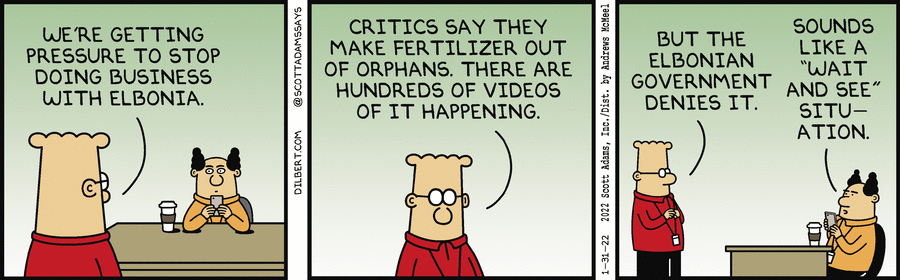 WE'RE GETTING
PRESSURE TO STOP
DOING BUSINESS
WITH ELBONIA.
DILBERT.COM @SCOTTADAMSSAYS
CRITICS SAY THEY
MAKE FERTILIZER OUT
OF ORPHANS. THERE ARE
HUNDREDS OF VIDEOS
OF IT HAPPENING.
1-31-22 2022 Scott Adams, Inc./Dist. by Andrews McMeel
BUT THE
ELBONIAN
GOVERNMENT
DENIES IT.
SOUNDS
LIKE A
"WAIT
AND SEE"
SITU-
ATION.